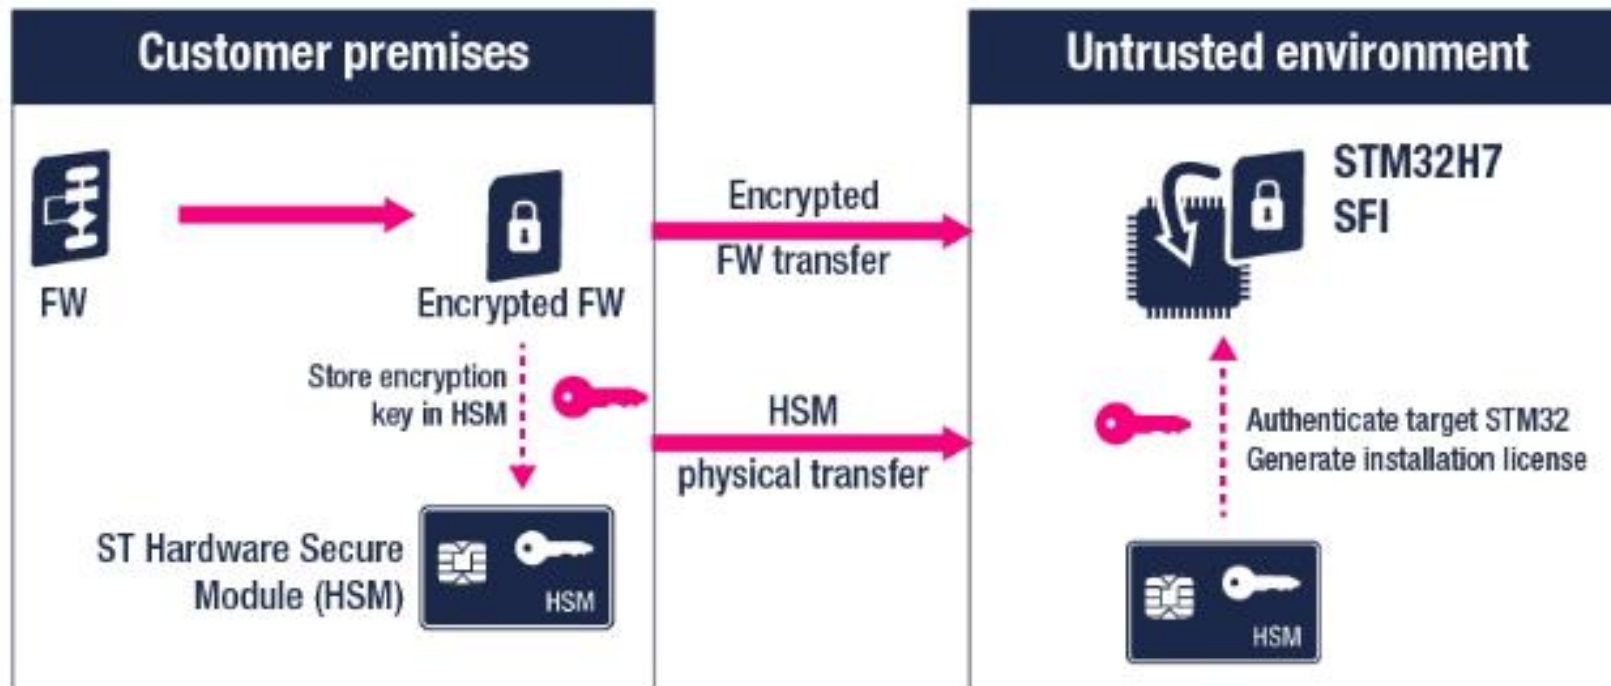 Customer premises
Untrusted environment
FW
Encrypted FW
Encrypted
FW transfer
STM32H7
SFI
Store encryption
key in HSM
HSM
physical transfer
Authenticate target STM32
Generate installation license
ST Hardware Secure
Module (HSM)
HSM
HSM